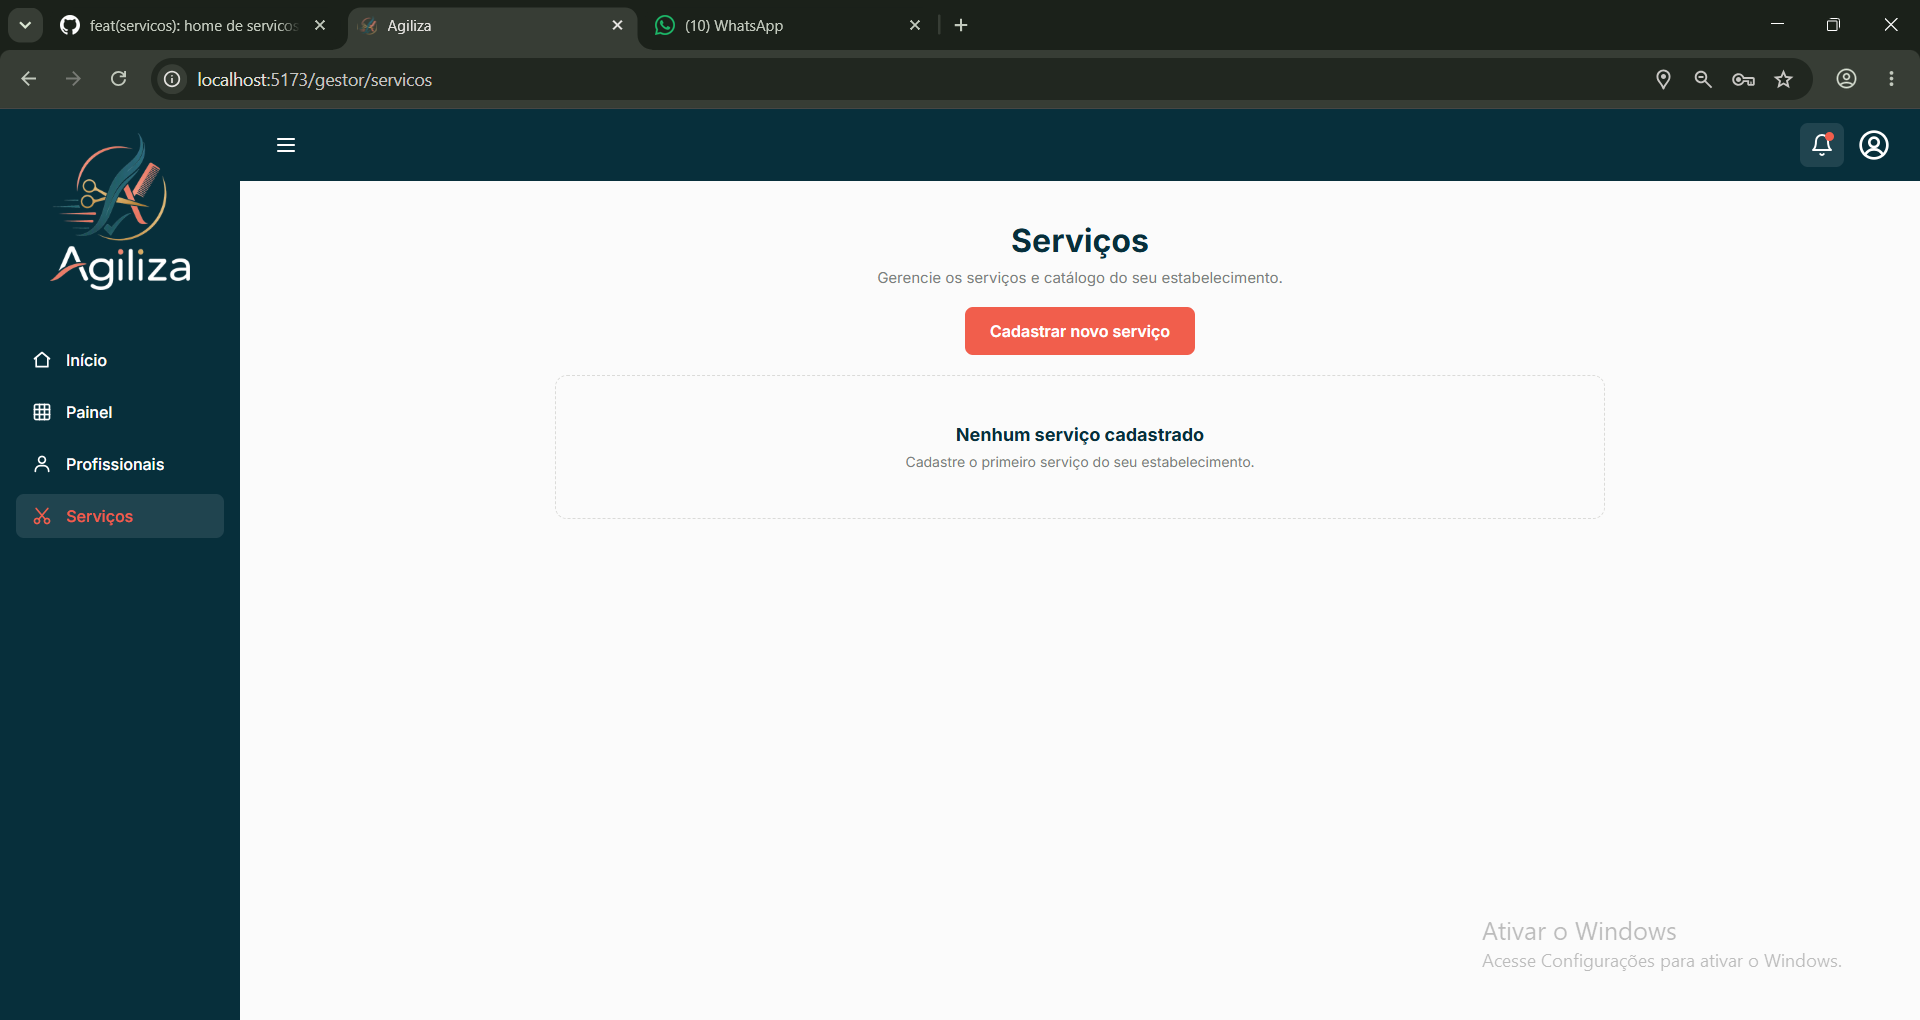 feat(servicos): home de servicos
Agiliza
(10) WhatsApp
localhost:5173/gestor/servicos
Agiliza
Início
Painel
Profissionais
Serviços
Serviços
Gerencie os serviços e catálogo do seu estabelecimento.
Cadastrar novo serviço
Nenhum serviço cadastrado
Cadastre o primeiro serviço do seu estabelecimento.
Ativar o Windows
Acesse Configurações para ativar o Windows.